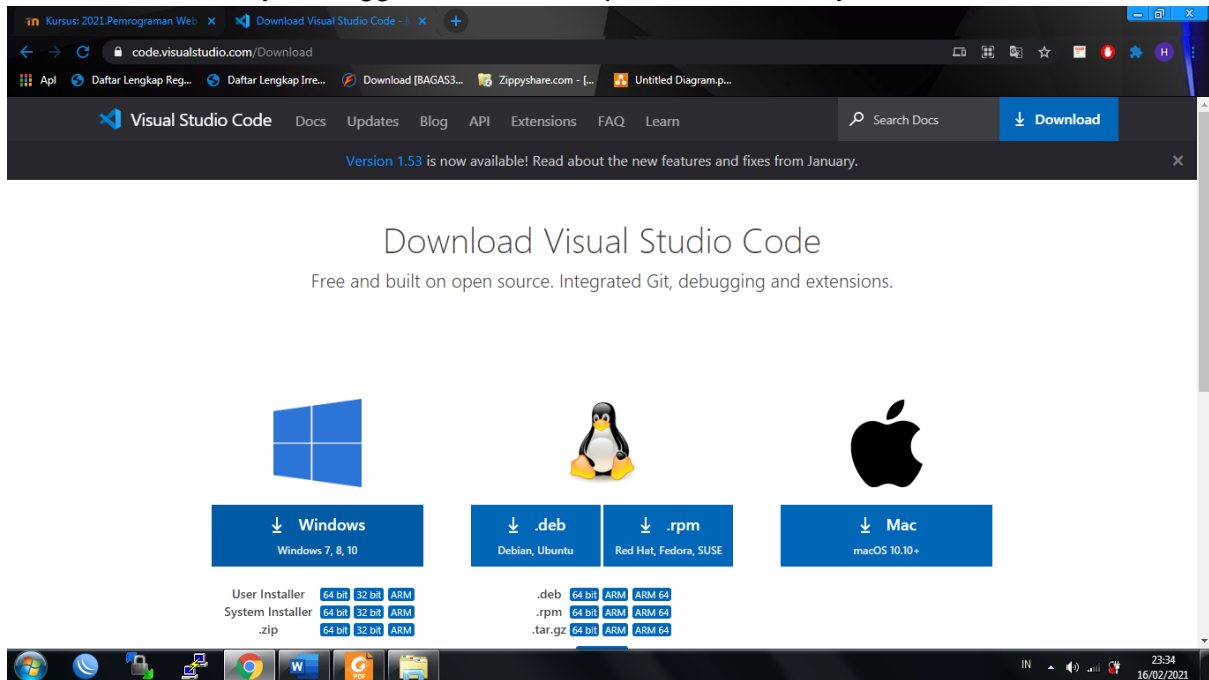 Kursus: 2021.Pemrograman Web
Download Visual Studio Code -
code.visualstudio.com/Download
H
Apl Daftar Lengkap Reg... Daftar Lengkap Irre... Download [BAGAS3... Zippyshare.com - [... Untitled Diagram.p...
Visual Studio Code Docs Updates Blog API Extensions FAQ Learn Search Docs Download
Version 1.53 is now available! Read about the new features and fixes from January.
Download Visual Studio Code
Free and built on open source. Integrated Git, debugging and extensions.
Windows
Windows 7, 8, 10
User Installer 64 bit 32 bit ARM
System Installer 64 bit 32 bit ARM
.zip 64 bit 32 bit ARM
.deb
Debian, Ubuntu
.rpm
Red Hat, Fedora, SUSE
.deb 64 bit ARM ARM 64
.rpm 64 bit ARM ARM 64
.tar.gz 64 bit ARM ARM 64
Mac
macOS 10.10+
W
PDF
IN
23:34
16/02/2021